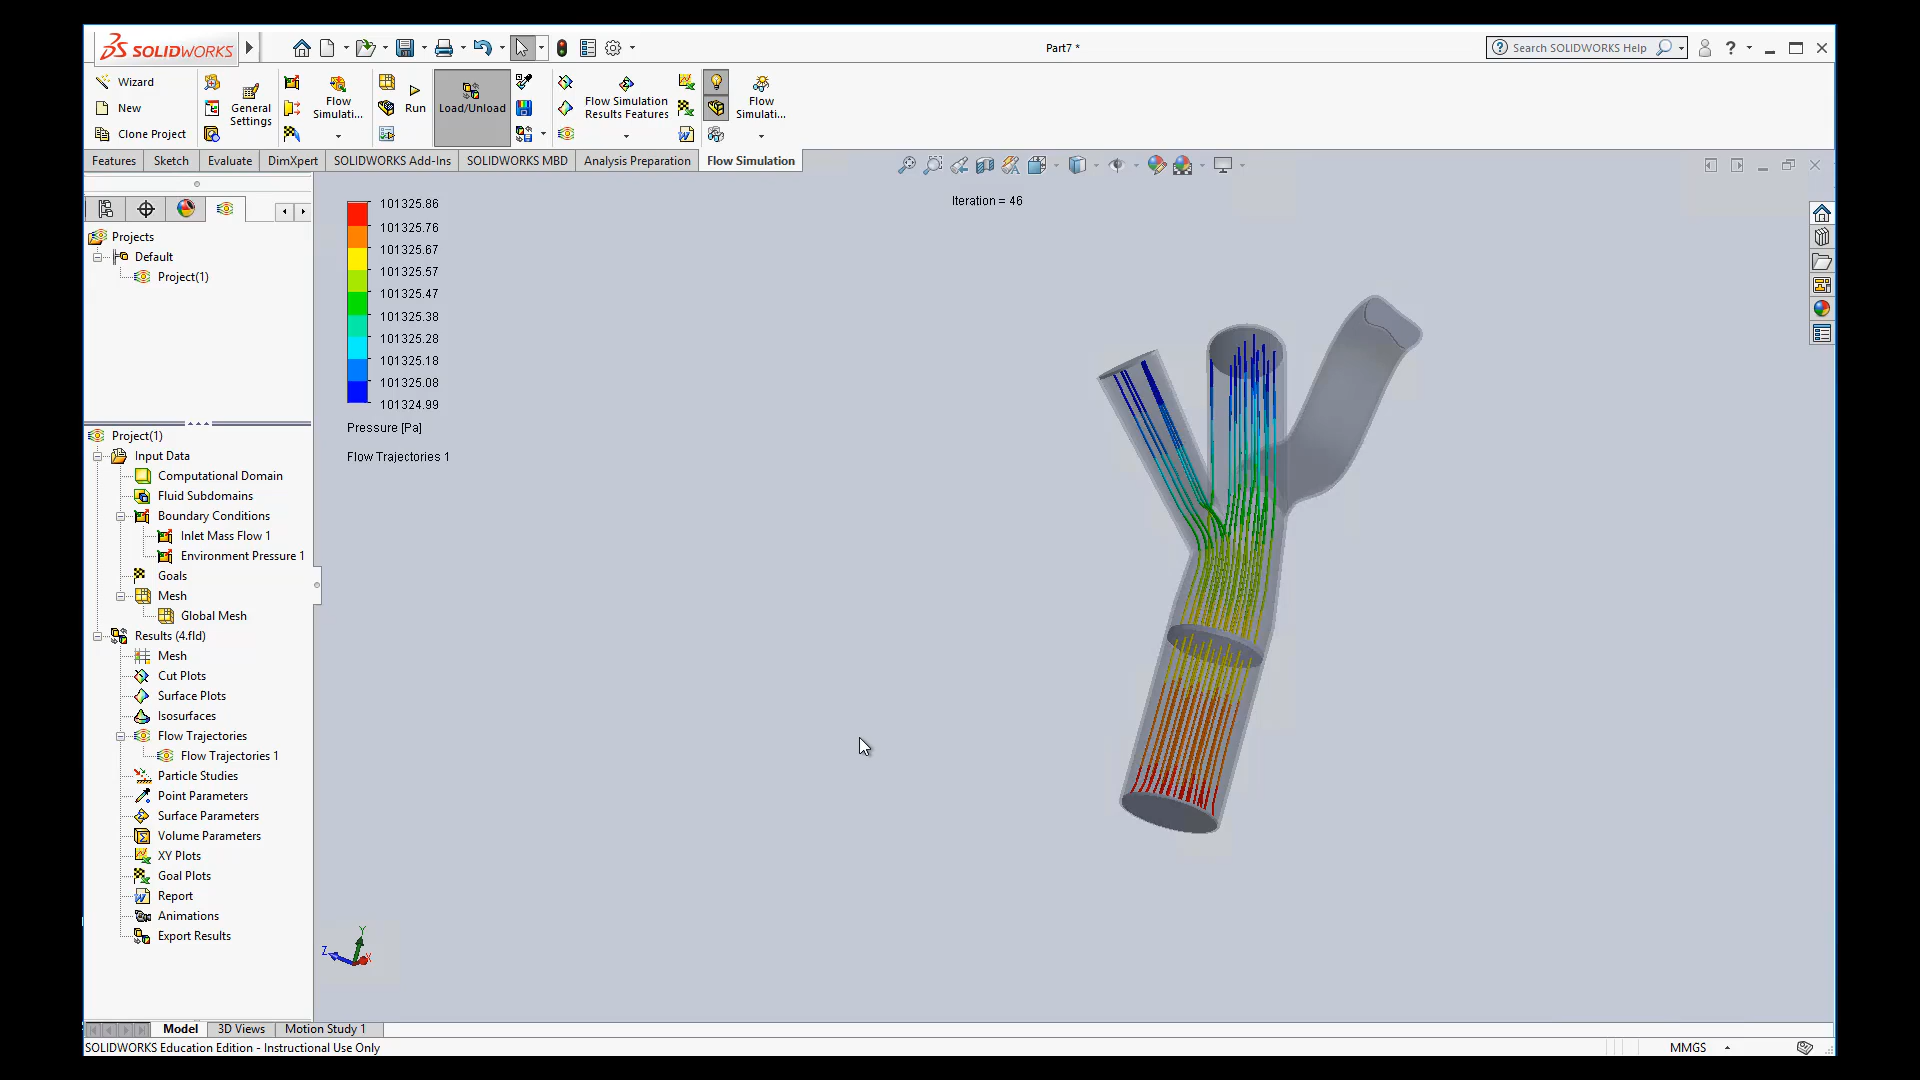 SOLIDWORKS
Part7 *
Search SOLIDWORKS Help
?
Wizard
New
Clone Project
General
Settings
Flow
Simulati...
Run
Load/Unload
Flow Simulation
Results Features
Flow
Simulati...
Features
Sketch
Evaluate
DimXpert
SOLIDWORKS Add-Ins
SOLIDWORKS MBD
Analysis Preparation
Flow Simulation
Projects
Default
Project(1)
Project(1)
Input Data
Computational Domain
Fluid Subdomains
Boundary Conditions
Inlet Mass Flow 1
Environment Pressure 1
Goals
Mesh
Global Mesh
Results (4.fld)
Mesh
Cut Plots
Surface Plots
Isosurfaces
Flow Trajectories
Flow Trajectories 1
Particle Studies
Point Parameters
Surface Parameters
Volume Parameters
XY Plots
Goal Plots
Report
Animations
Export Results
101325.86
101325.76
101325.67
101325.57
101325.47
101325.38
101325.28
101325.18
101325.08
101324.99
Pressure [Pa]
Flow Trajectories 1
Iteration = 46
Y
Z
X
Model
3D Views
Motion Study 1
SOLIDWORKS Education Edition - Instructional Use Only
MMGS